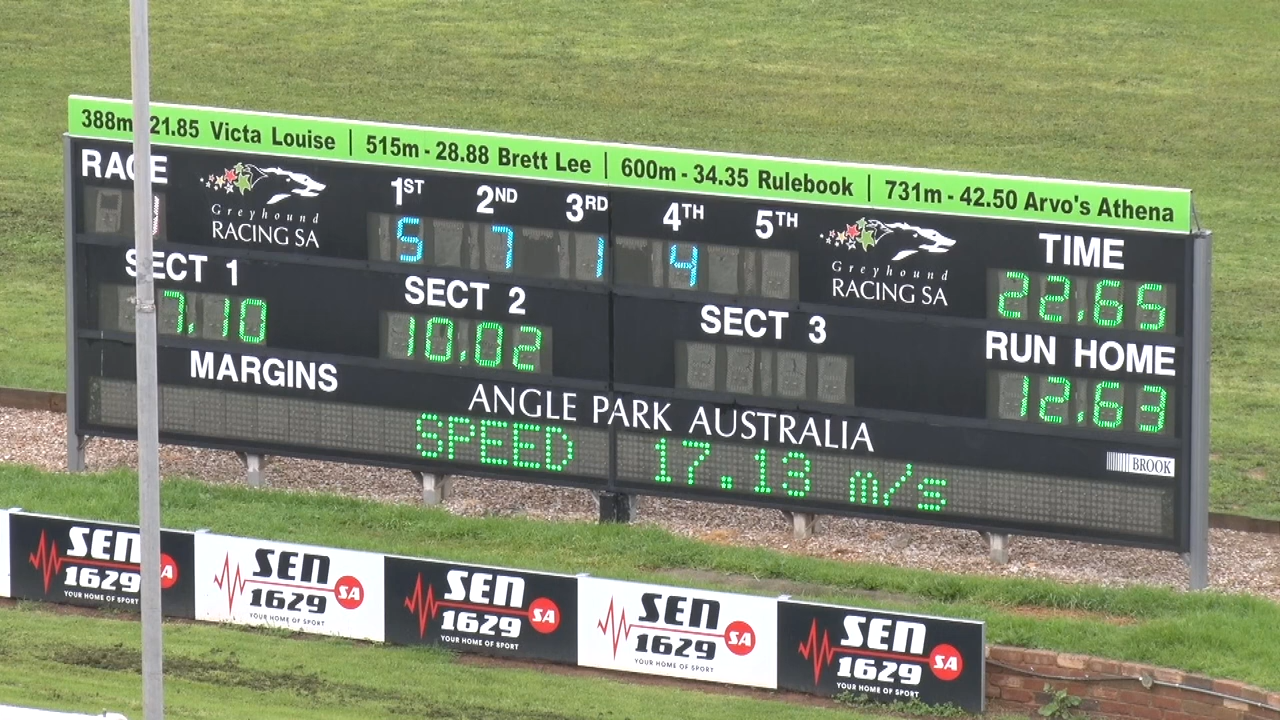 388m 21.85 Victa Louise | 515m - 28.88 Brett Lee | 600m - 34.35 Rulebook | 731m - 42.50 Arvo's Athena
RACE
Greyhound
RACING SA
1ST 2ND 3RD 4TH 5TH
5 7 1 4
Greyhound
RACING SA
TIME
22.65
SECT 1
7.10
SECT 2
10.02
SECT 3
RUN HOME
12.63
MARGINS
ANGLE PARK AUSTRALIA
SPEED 17.13 m/s
BROOK
SEN
1629 SA
YOUR HOME OF SPORT
SEN
1629 SA
YOUR HOME OF SPORT
SEN
1629 SA
YOUR HOME OF SPORT
SEN
1629 SA
YOUR HOME OF SPORT
SEN
1629 SA
YOUR HOME OF SPORT